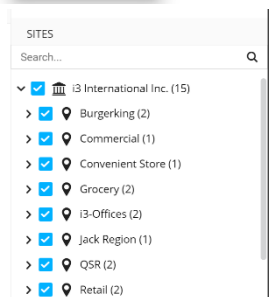 SITES
Search...
i3 International Inc. (15)
Burgerking (2)
Commercial (1)
Convenient Store (1)
Grocery (2)
i3-Offices (2)
Jack Region (1)
QSR (2)
Retail (2)